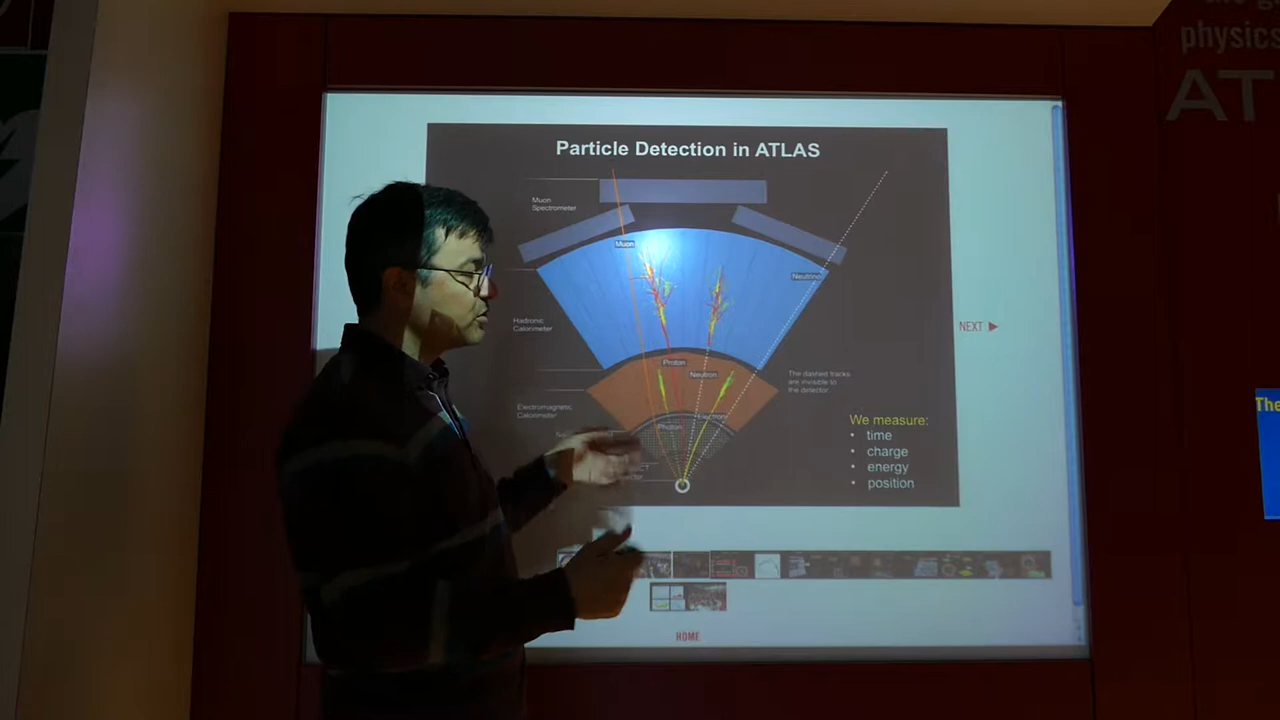 physics
AT
Particle Detection in ATLAS
Muon
Spectrometer
Muon
Neutrino
Hadronic
Calorimeter
NEXT
Proton
Neutron
The dashed tracks
are invisible to
the detector.
Electromagnetic
Calorimeter
Electron
Photon
We measure:
• time
• charge
• energy
• position
The
HOME